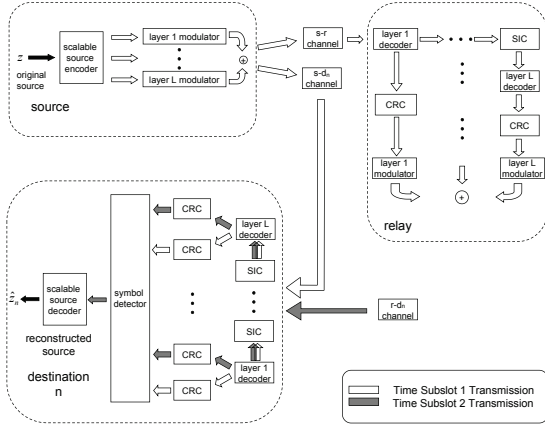 z
original
source
scalable
source
encoder
layer 1 modulator
layer L modulator
+
source
s-r
channel
s-dn
channel
layer 1
decoder
SIC
layer L
decoder
CRC
CRC
layer 1
modulator
layer L
modulator
+
relay
ẑn
scalable
source
decoder
reconstructed
source
destination
n
symbol
detector
CRC
CRC
layer L
decoder
SIC
SIC
CRC
layer 1
decoder
CRC
r-dn
channel
Time Subslot 1 Transmission
Time Subslot 2 Transmission